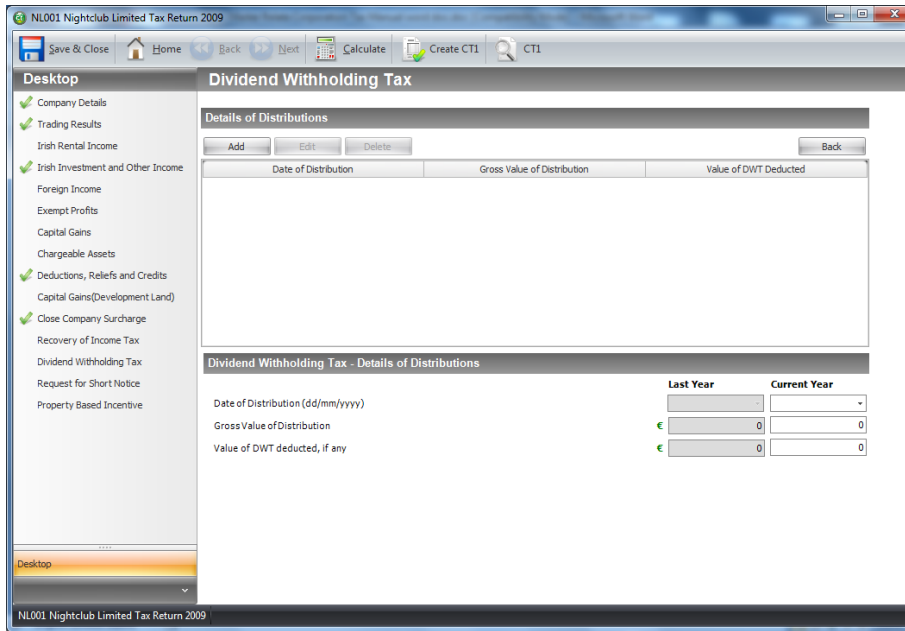 NL001 Nightclub Limited Tax Return 2009
Save & Close Home Back Next Calculate Create CT1 CT1
Desktop
Dividend Withholding Tax
Company Details
Trading Results
Irish Rental Income
Irish Investment and Other Income
Foreign Income
Exempt Profits
Capital Gains
Chargeable Assets
Deductions, Reliefs and Credits
Capital Gains(Development Land)
Close Company Surcharge
Recovery of Income Tax
Dividend Withholding Tax
Request for Short Notice
Property Based Incentive
Desktop
Details of Distributions
Add Edit Delete Back
Date of Distribution Gross Value of Distribution Value of DWT Deducted
Dividend Withholding Tax - Details of Distributions
Last Year Current Year
Date of Distribution (dd/mm/yyyy)
Gross Value of Distribution € 0 0
Value of DWT deducted, if any € 0 0
NL001 Nightclub Limited Tax Return 2009